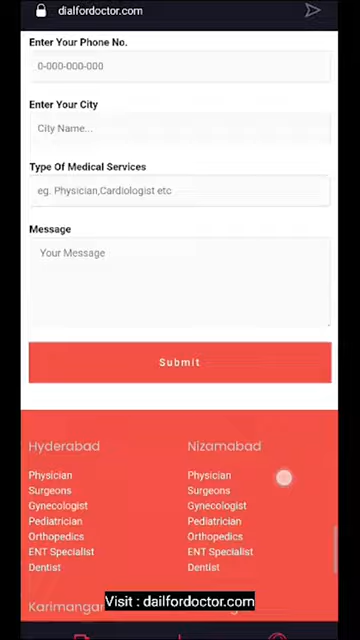 dialfordoctor.com
Enter Your Phone No.
0-000-000-000
Enter Your City
City Name...
Type Of Medical Services
eg. Physician,Cardiologist etc
Message
Your Message
Submit
Hyderabad
Physician
Surgeons
Gynecologist
Pediatrician
Orthopedics
ENT Specialist
Dentist
Nizamabad
Physician
Surgeons
Gynecologist
Pediatrician
Orthopedics
ENT Specialist
Dentist
Visit : dailfordoctor.com